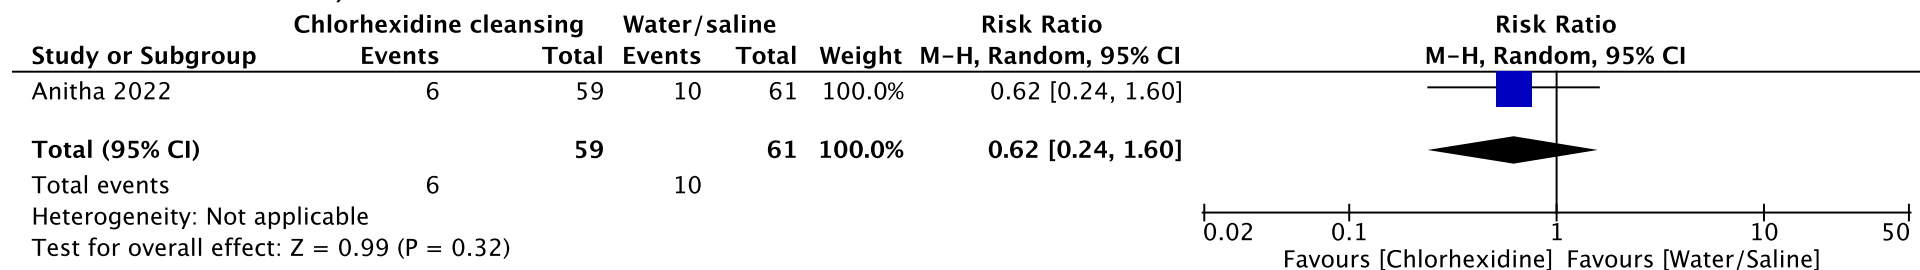 Chlorhexidine cleansing Water/saline Risk Ratio Risk Ratio
Study or Subgroup Events Total Events Total Weight M-H, Random, 95% CI M-H, Random, 95% CI
Anitha 2022 6 59 10 61 100.0% 0.62 [0.24, 1.60]
Total (95% CI) 59 61 100.0% 0.62 [0.24, 1.60]
Total events 6 10
Heterogeneity: Not applicable
Test for overall effect: Z = 0.99 (P = 0.32)
0.02 0.1 1 10 50
Favours [Chlorhexidine] Favours [Water/Saline]